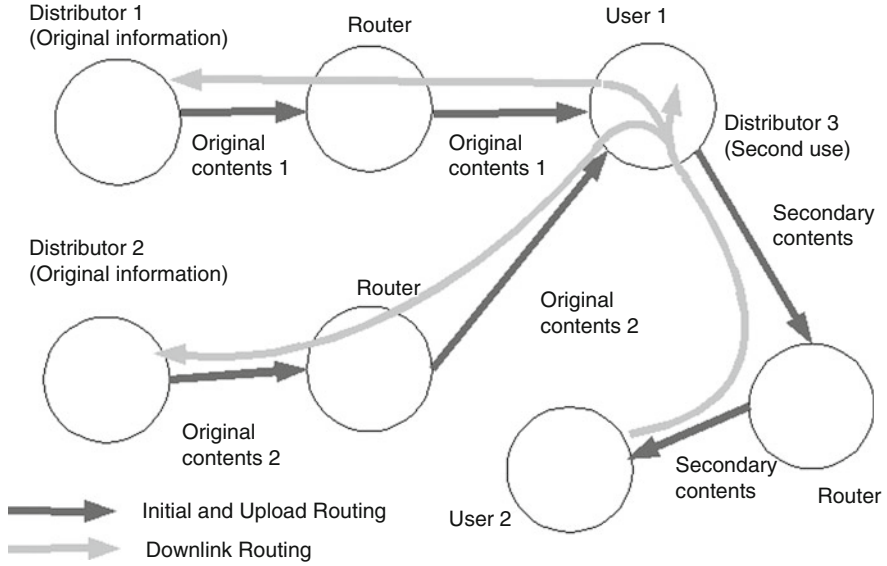 Distributor 1
(Original information)
Router
User 1
Original
contents 1
Original
contents 1
Distributor 3
(Second use)
Secondary
contents
Distributor 2
(Original information)
Router
Original
contents 2
Original
contents 2
Secondary
contents
Router
User 2
Initial and Upload Routing
Downlink Routing